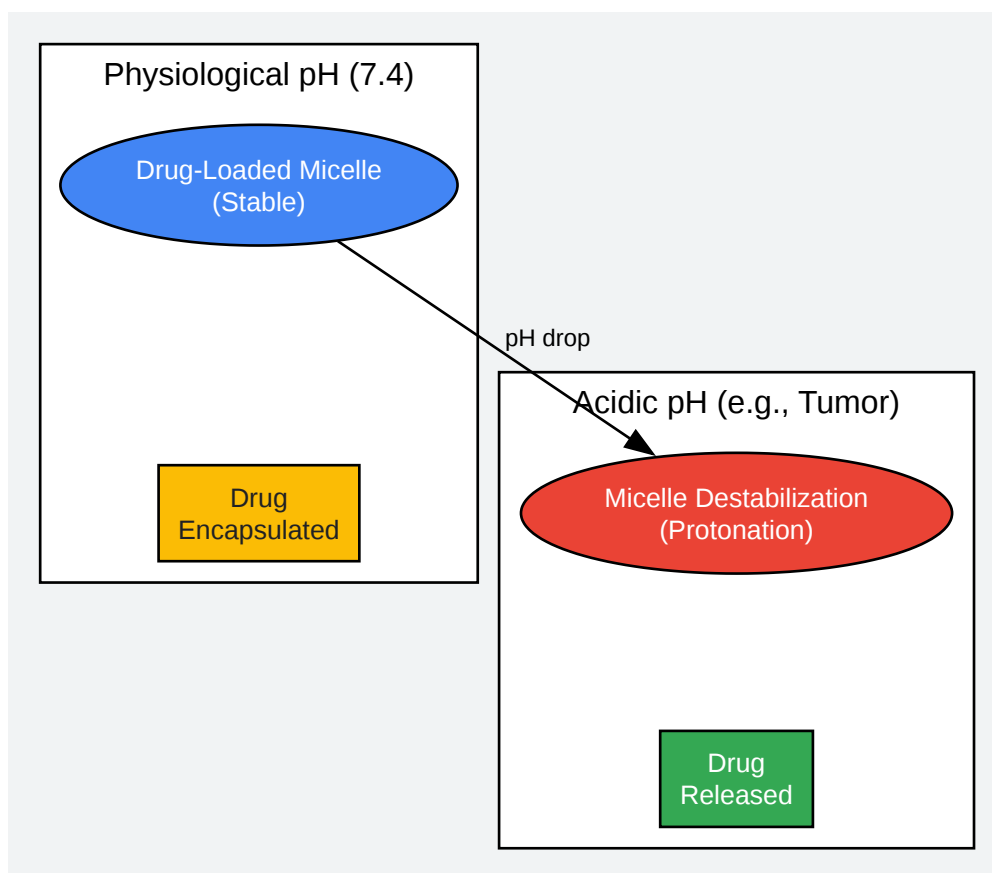 Physiological pH (7.4)
Drug-Loaded Micelle
(Stable)
Drug
Encapsulated
pH drop
Acidic pH (e.g., Tumor)
Micelle Destabilization
(Protonation)
Drug
Released